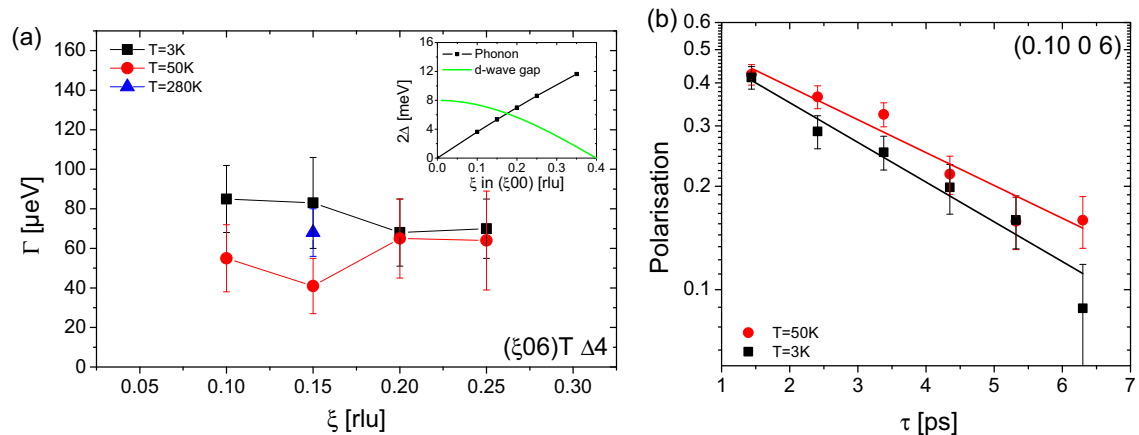 (a)
T=3K
T=50K
T=280K
160
140
120
100
80
60
40
20
0
Γ [μeV]
0.05 0.10 0.15 0.20 0.25 0.30
ξ [rlu]
(ξ06)T Δ4
16
12
8
4
0
2Δ [meV]
Phonon
d-wave gap
0.0 0.1 0.2 0.3 0.4
ξ in (ξ00) [rlu]
(b)
(0.10 0 6)
0.6
0.5
0.4
0.3
0.2
0.1
Polarisation
T=50K
T=3K
1 2 3 4 5 6 7
τ [ps]